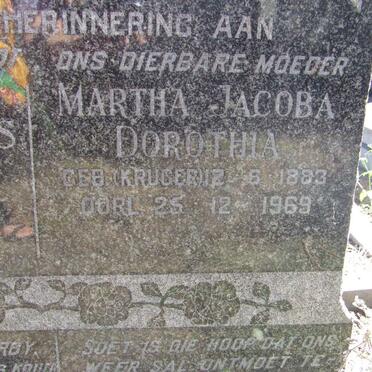 HERINNERING AAN
ONS DIERBARE MOEDER
MARTHA JACOBA
DOROTHIA
GEB (KRUGER) 12-6-1883
OORL. 25-12-1969
SOET IS DIE HOOP DAT ONS
WEER SAL ONTMOET TE-